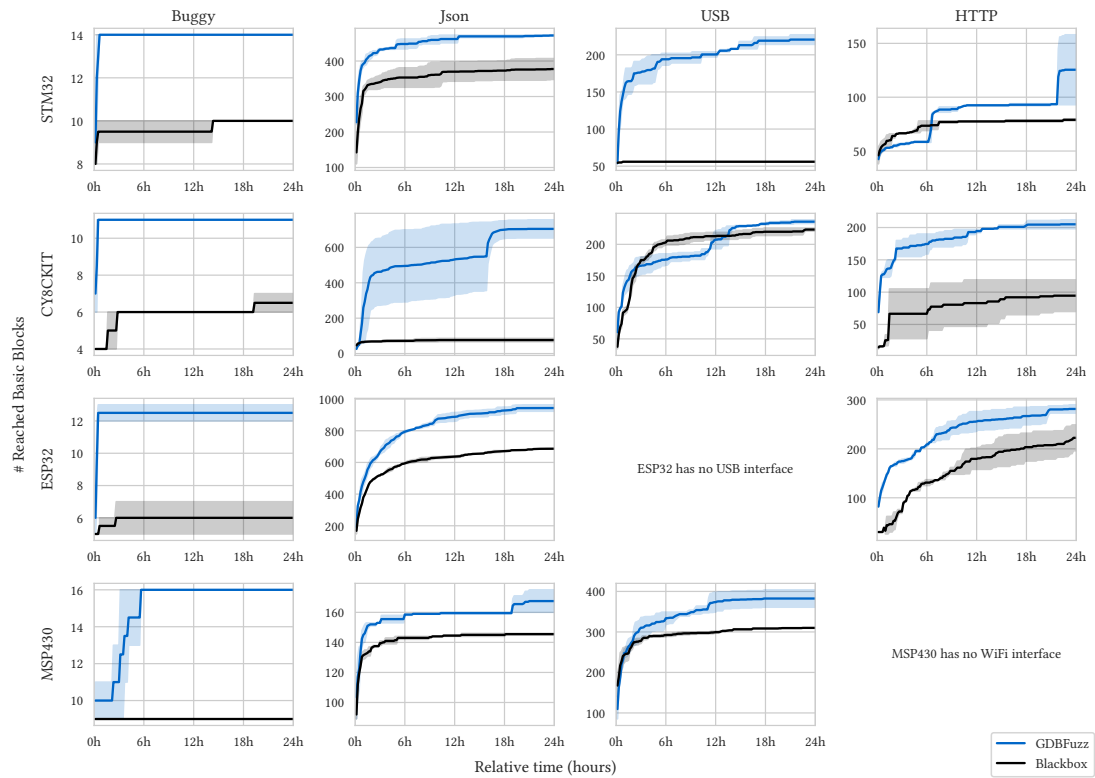 Buggy Json USB HTTP
STM32
14
12
10
8
0h 6h 12h 18h 24h
400
300
200
100
0h 6h 12h 18h 24h
200
150
100
50
0h 6h 12h 18h 24h
150
100
50
0h 6h 12h 18h 24h
# Reached Basic Blocks
CY8CKIT
10
8
6
4
0h 6h 12h 18h 24h
600
400
200
0
0h 6h 12h 18h 24h
200
150
100
50
0h 6h 12h 18h 24h
200
150
100
50
0h 6h 12h 18h 24h
ESP32
12
10
8
6
0h 6h 12h 18h 24h
1000
800
600
400
200
0h 6h 12h 18h 24h
ESP32 has no USB interface
300
200
100
0h 6h 12h 18h 24h
MSP430
16
14
12
10
0h 6h 12h 18h 24h
160
140
120
100
0h 6h 12h 18h 24h
400
300
200
100
0h 6h 12h 18h 24h
MSP430 has no WiFi interface
Relative time (hours)
GDBFuzz
Blackbox